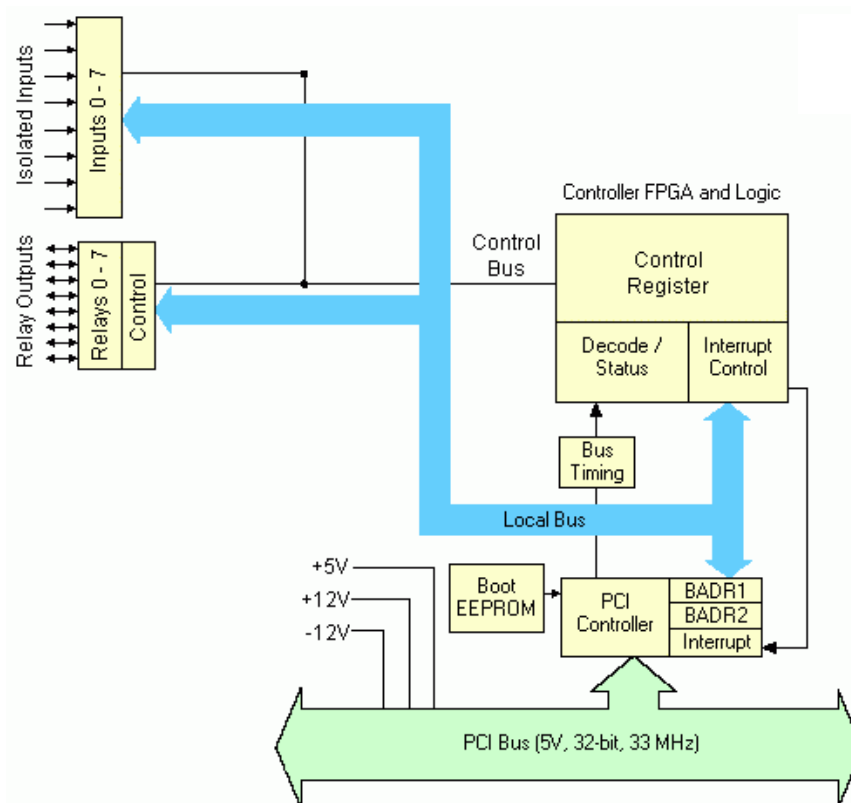 Isolated Inputs
Inputs 0 - 7
Relay Outputs
Relays 0 - 7
Control
Control
Bus
Controller FPGA and Logic
Control
Register
Decode /
Status
Interrupt
Control
Bus
Timing
Local Bus
+5V
+12V
-12V
Boot
EEPROM
PCI
Controller
BADR1
BADR2
Interrupt
PCI Bus (5V, 32-bit, 33 MHz)